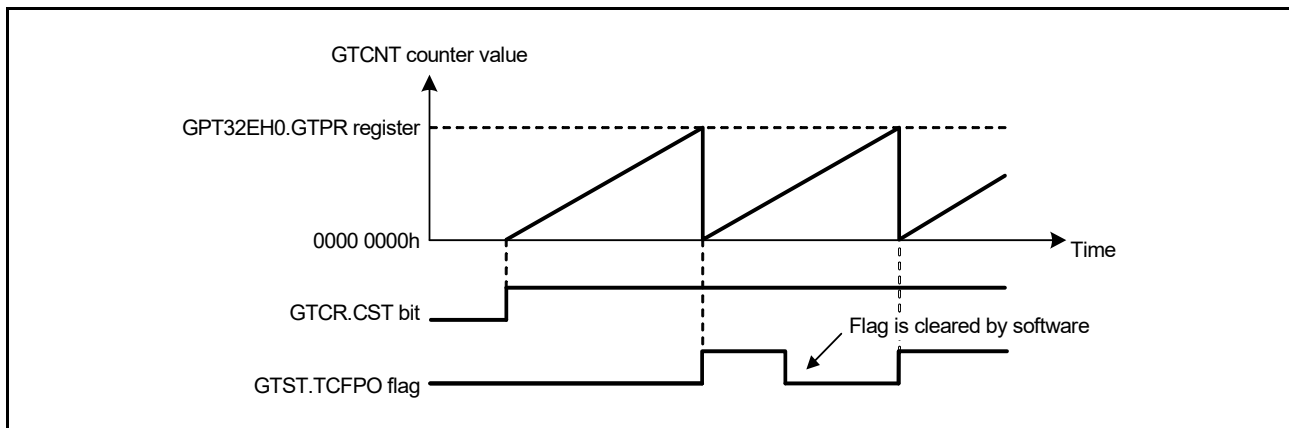 GTCNT counter value
GPT32EH0.GTPR register
0000 0000h
Time
GTCR.CST bit
Flag is cleared by software
GTST.TCFPO flag